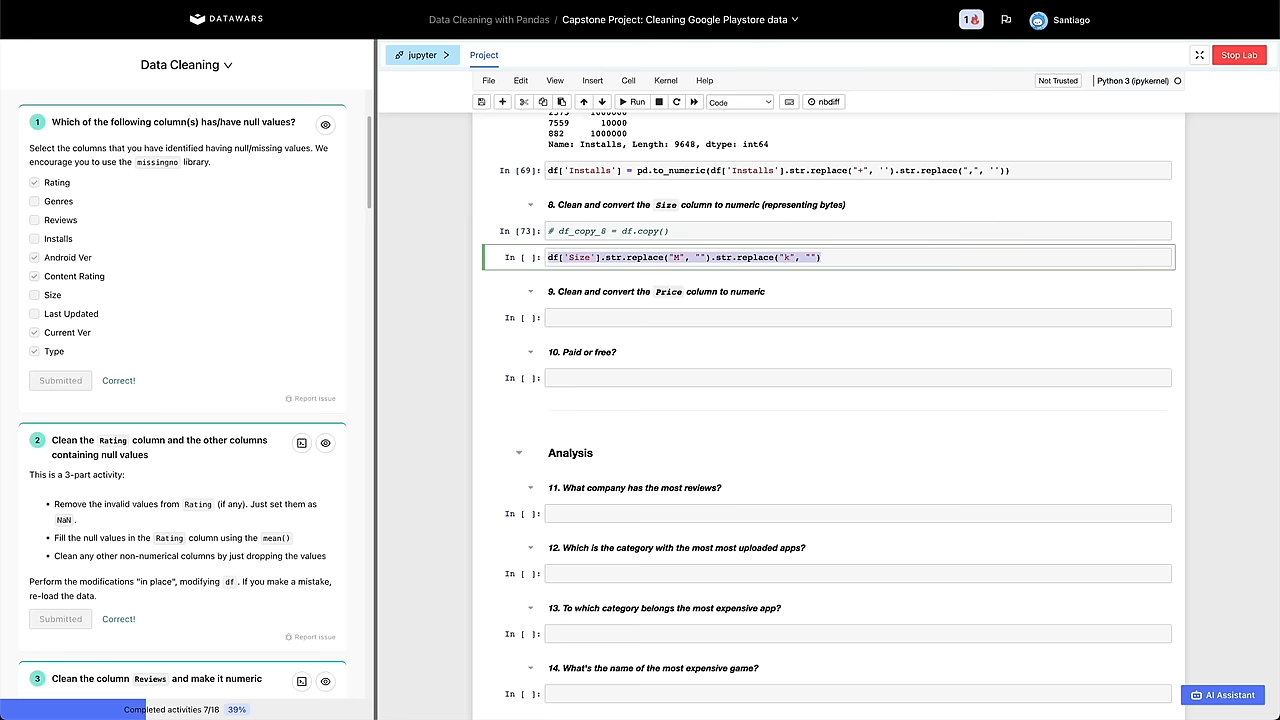 DATAWARS
Data Cleaning with Pandas / Capstone Project: Cleaning Google Playstore data
1
Santiago
Data Cleaning
jupyter
Project
Stop Lab
File Edit View Insert Cell Kernel Help
Not Trusted
Python 3 (ipykernel)
Run
Code
nbdiff
1 Which of the following column(s) has/have null values?
Select the columns that you have identified having null/missing values. We
encourage you to use the missingno library.
Rating
Genres
Reviews
Installs
Android Ver
Content Rating
Size
Last Updated
Current Ver
Type
Submitted Correct!
Report issue
2 Clean the Rating column and the other columns
containing null values
This is a 3-part activity:
• Remove the invalid values from Rating (if any). Just set them as
NaN .
• Fill the null values in the Rating column using the mean()
• Clean any other non-numerical columns by just dropping the values
Perform the modifications "in place", modifying df . If you make a mistake,
re-load the data.
Submitted Correct!
Report issue
3 Clean the column Reviews and make it numeric
Completed activities 7/18 39%
2575 1000000
7559 10000
882 1000000
Name: Installs, Length: 9648, dtype: int64
In [69]: df['Installs'] = pd.to_numeric(df['Installs'].str.replace("+", '').str.replace(",", ''))
8. Clean and convert the Size column to numeric (representing bytes)
In [73]: # df_copy_8 = df.copy()
In [ ]: df['Size'].str.replace("M", "").str.replace("k", "")
9. Clean and convert the Price column to numeric
In [ ]:
10. Paid or free?
In [ ]:
Analysis
11. What company has the most reviews?
In [ ]:
12. Which is the category with the most most uploaded apps?
In [ ]:
13. To which category belongs the most expensive app?
In [ ]:
14. What's the name of the most expensive game?
In [ ]:
AI Assistant